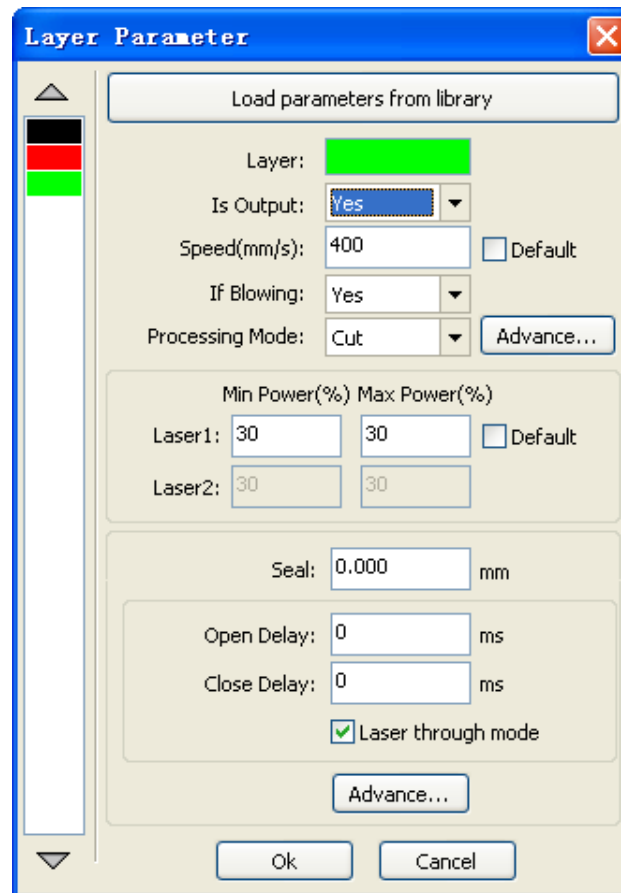 Layer Parameter
Load parameters from library
Layer:
Is Output: Yes
Speed(mm/s): 400 Default
If Blowing: Yes
Processing Mode: Cut Advance...
Min Power(%) Max Power(%)
Laser1: 30 30 Default
Laser2: 30 30
Seal: 0.000 mm
Open Delay: 0 ms
Close Delay: 0 ms
Laser through mode
Advance...
Ok Cancel